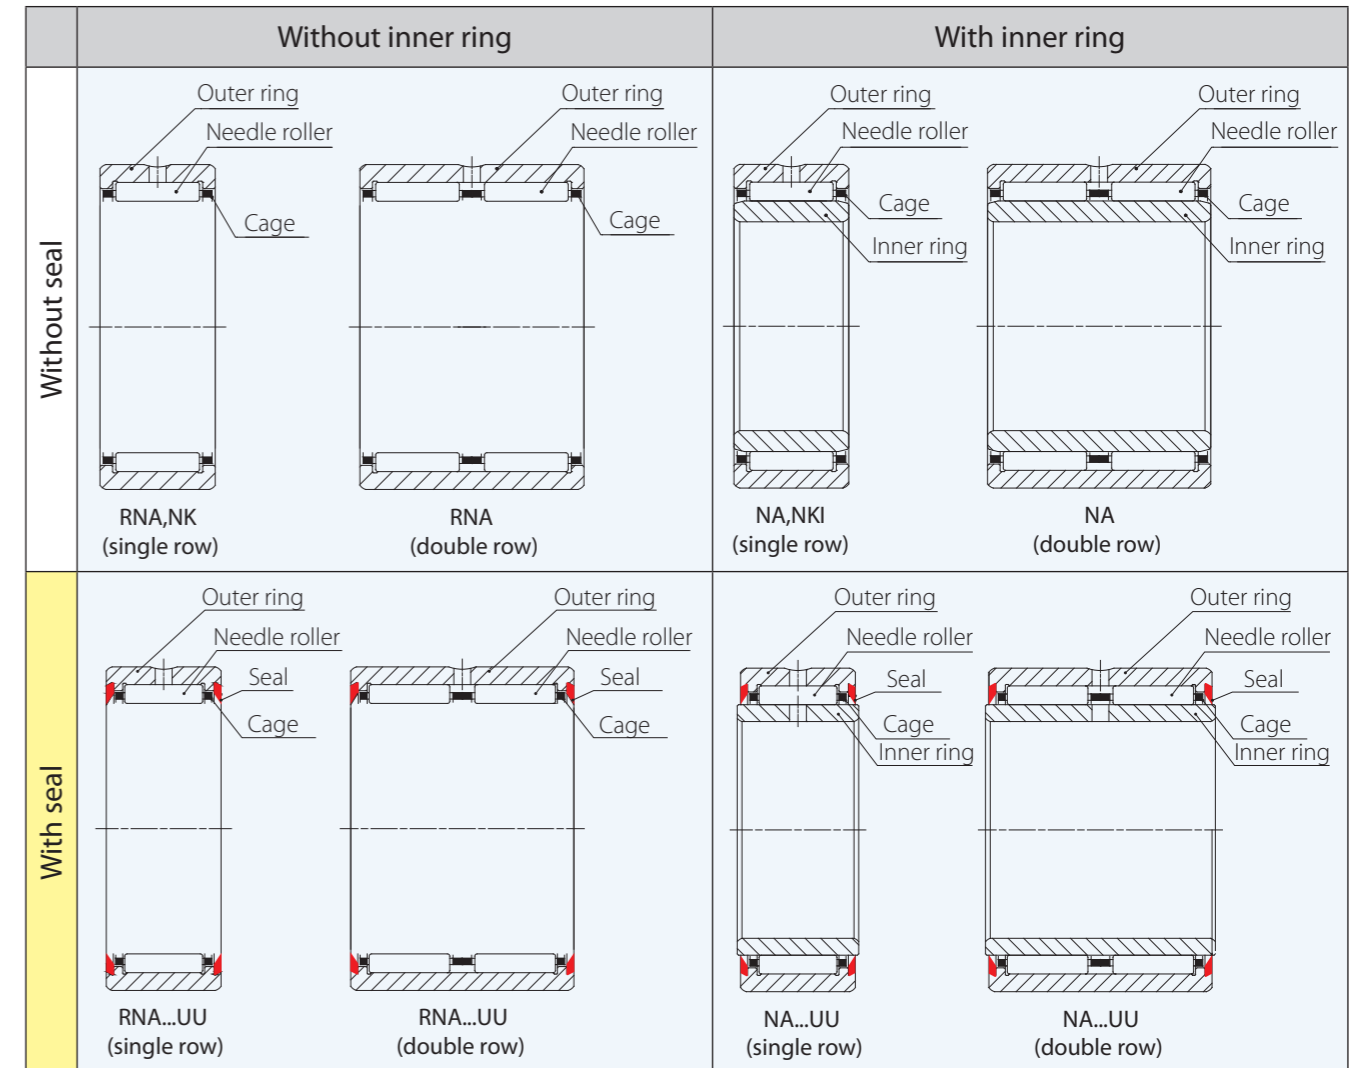 Without inner ring
With inner ring
Without seal
Outer ring
Needle roller
Cage
RNA,NK
(single row)
Outer ring
Needle roller
Cage
RNA
(double row)
Outer ring
Needle roller
Cage
Inner ring
NA,NKI
(single row)
Outer ring
Needle roller
Cage
Inner ring
NA
(double row)
With seal
Outer ring
Needle roller
Seal
Cage
RNA...UU
(single row)
Outer ring
Needle roller
Seal
Cage
RNA...UU
(double row)
Outer ring
Needle roller
Seal
Cage
Inner ring
NA...UU
(single row)
Outer ring
Needle roller
Seal
Cage
Inner ring
NA...UU
(double row)